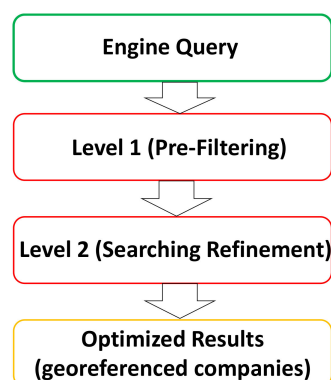 Engine Query
Level 1 (Pre-Filtering)
Level 2 (Searching Refinement)
Optimized Results
(georeferenced companies)